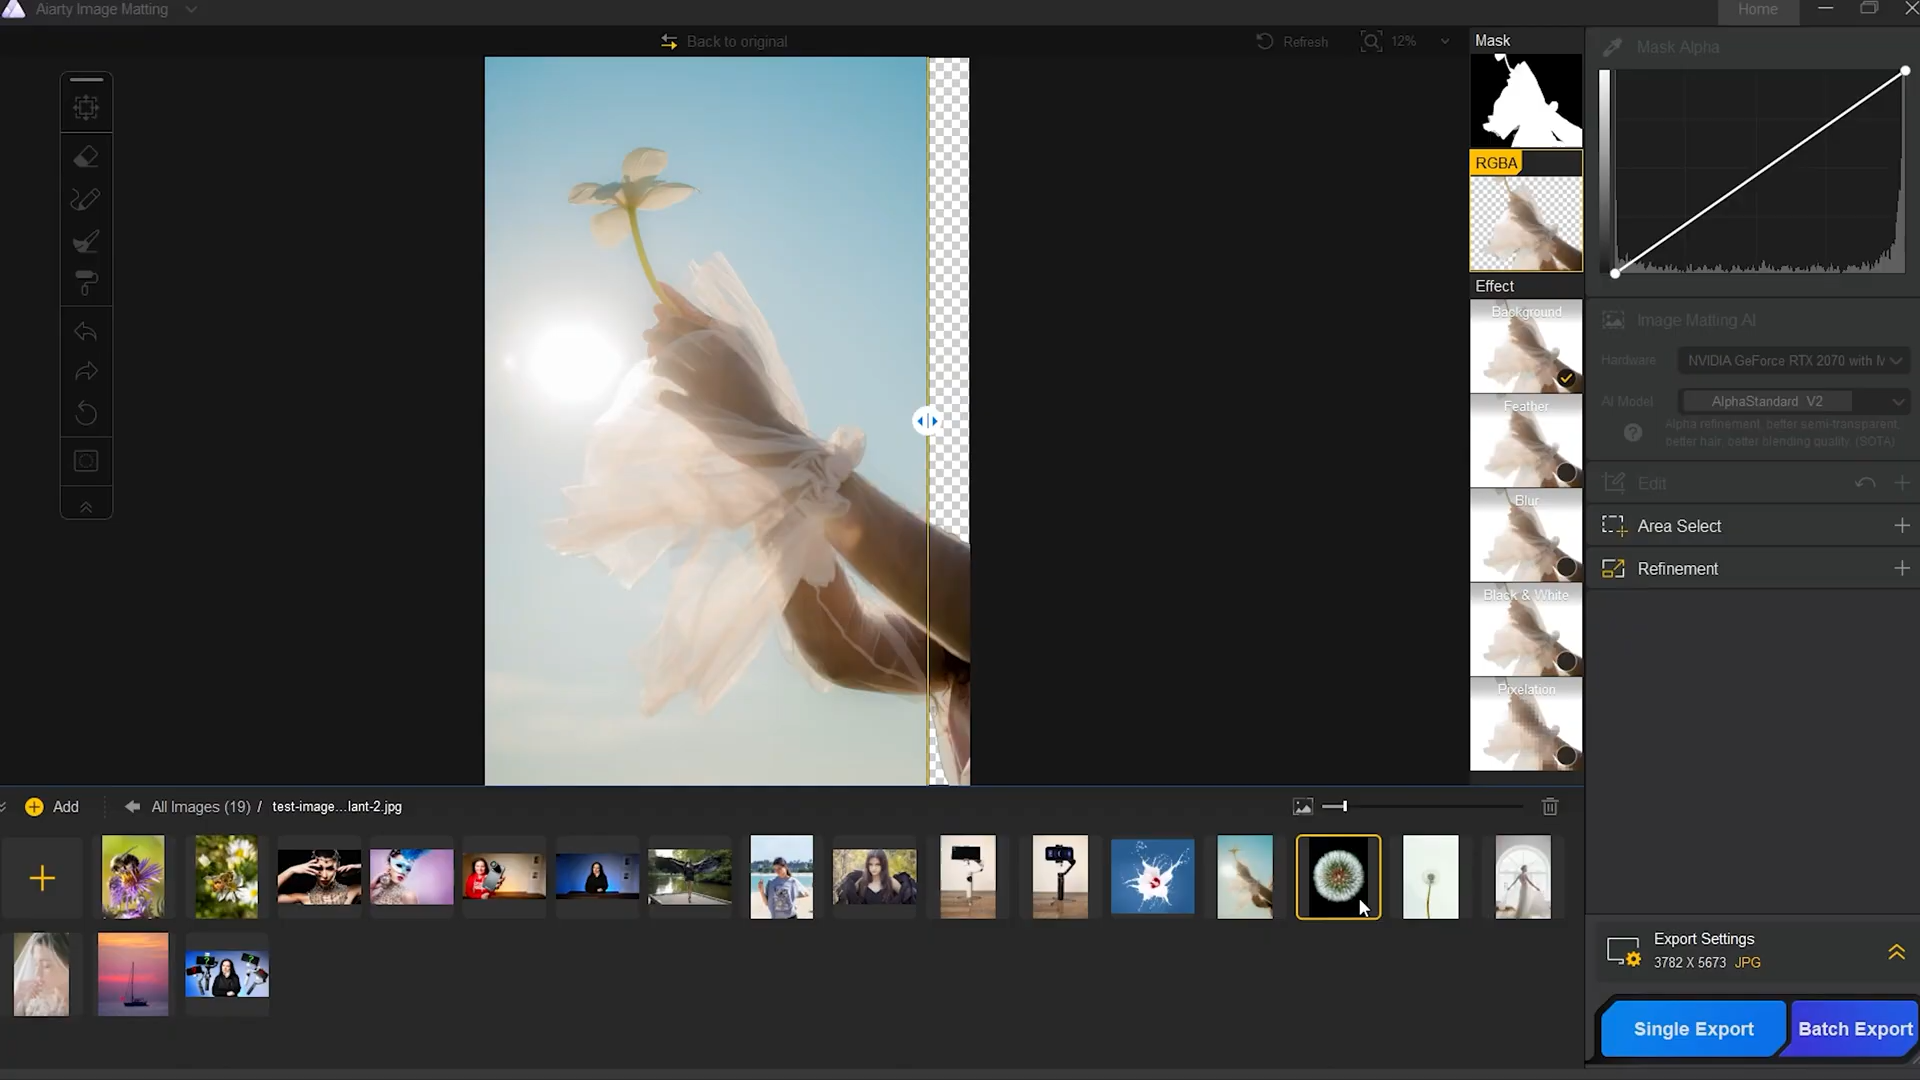 Aiarty Image Matting
Home
Back to original
Refresh
12%
Mask
RGBA
Effect
Background
Feather
Blur
Black & White
Pixelation
Mask Alpha
Image Matting AI
Hardware
NVIDIA GeForce RTX 2070 with M
AI Model
AlphaStandard V2
Alpha refinement, better semi-transparent,
better hair, better blending quality. (SOTA)
Edit
Area Select
Refinement
Add
All Images (19) / test-image...lant-2.jpg
Export Settings
3782 X 5673 JPG
Single Export
Batch Export